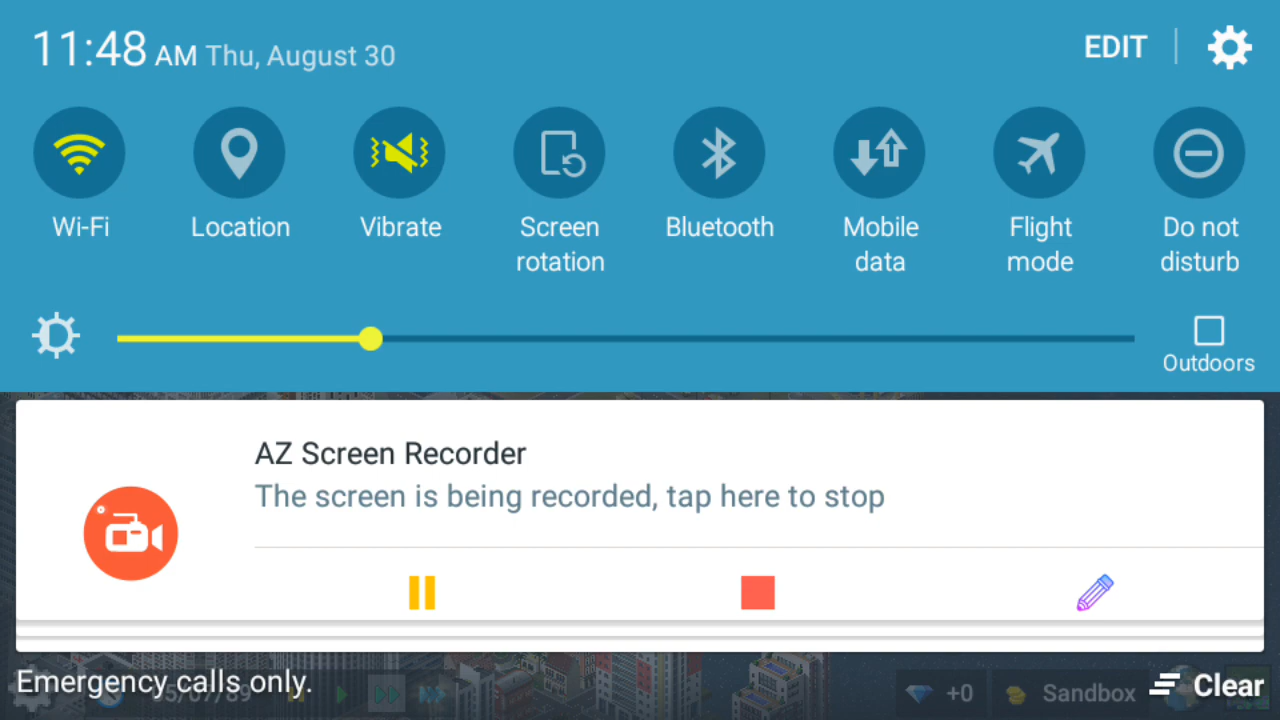 11:48 AM Thu, August 30
EDIT
Wi-Fi
Location
Vibrate
Screen
rotation
Bluetooth
Mobile
data
Flight
mode
Do not
disturb
Outdoors
AZ Screen Recorder
The screen is being recorded, tap here to stop
Emergency calls only.
+0
Sandbox
Clear